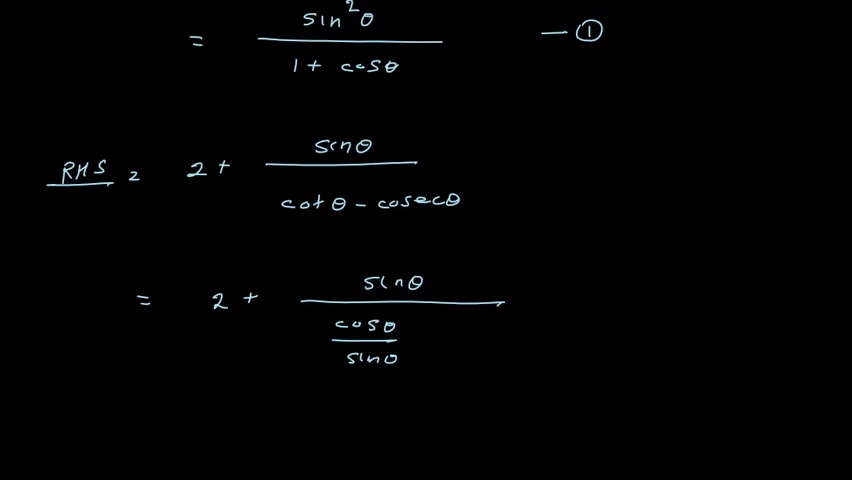 = sin²θ / 1 + cosθ — ①
RHS = 2 + sinθ / cotθ - cosecθ
= 2 + sinθ / cosθ / sinθ